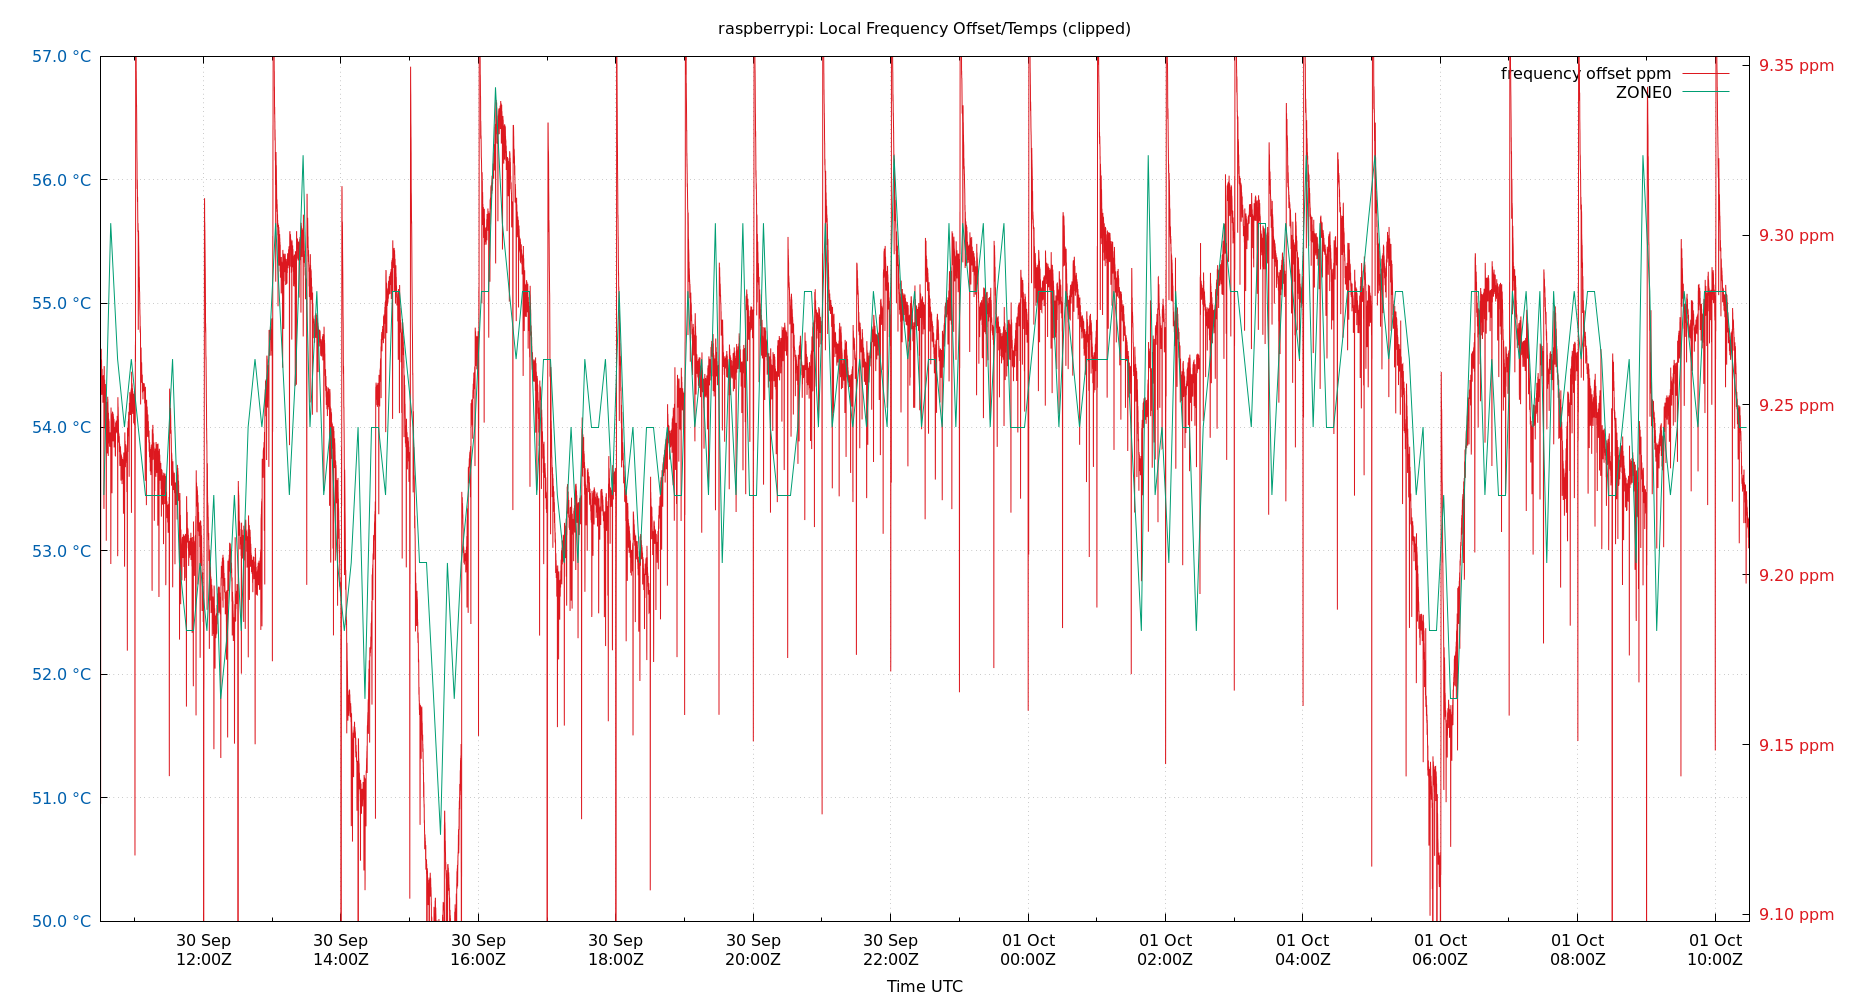 raspberrypi: Local Frequency Offset/Temps (clipped)
57.0 °C
56.0 °C
55.0 °C
54.0 °C
53.0 °C
52.0 °C
51.0 °C
50.0 °C
frequency offset ppm
ZONE0
9.35 ppm
9.30 ppm
9.25 ppm
9.20 ppm
9.15 ppm
9.10 ppm
30 Sep 30 Sep 30 Sep 30 Sep 30 Sep 30 Sep 01 Oct 01 Oct 01 Oct 01 Oct 01 Oct 01 Oct
12:00Z 14:00Z 16:00Z 18:00Z 20:00Z 22:00Z 00:00Z 02:00Z 04:00Z 06:00Z 08:00Z 10:00Z
Time UTC